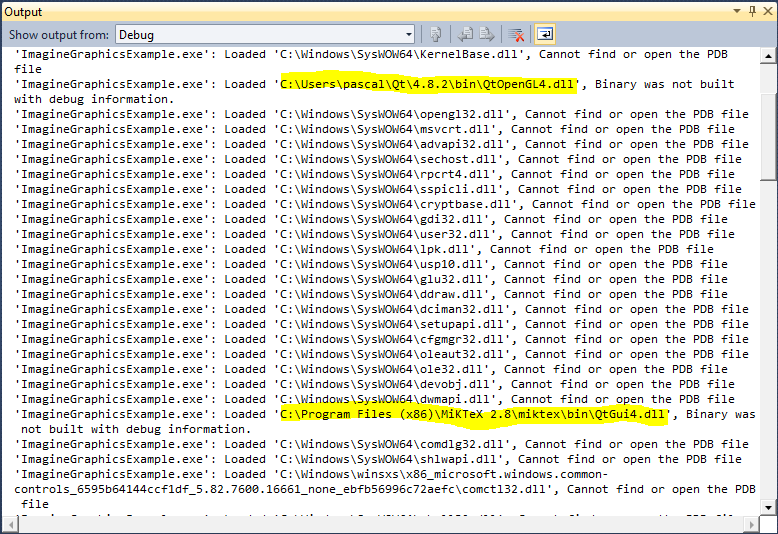 Output
Show output from: Debug
'ImagineGraphicsExample.exe': Loaded 'C:\Windows\SysWOW64\KernelBase.dll', Cannot find or open the PDB
file
'ImagineGraphicsExample.exe': Loaded 'C:\Users\pascal\Qt\4.8.2\bin\QtOpenGL4.dll', Binary was not built
with debug information.
'ImagineGraphicsExample.exe': Loaded 'C:\Windows\SysWOW64\opengl32.dll', Cannot find or open the PDB file
'ImagineGraphicsExample.exe': Loaded 'C:\Windows\SysWOW64\msvcrt.dll', Cannot find or open the PDB file
'ImagineGraphicsExample.exe': Loaded 'C:\Windows\SysWOW64\advapi32.dll', Cannot find or open the PDB file
'ImagineGraphicsExample.exe': Loaded 'C:\Windows\SysWOW64\sechost.dll', Cannot find or open the PDB file
'ImagineGraphicsExample.exe': Loaded 'C:\Windows\SysWOW64\rpcrt4.dll', Cannot find or open the PDB file
'ImagineGraphicsExample.exe': Loaded 'C:\Windows\SysWOW64\sspicli.dll', Cannot find or open the PDB file
'ImagineGraphicsExample.exe': Loaded 'C:\Windows\SysWOW64\cryptbase.dll', Cannot find or open the PDB file
'ImagineGraphicsExample.exe': Loaded 'C:\Windows\SysWOW64\gdi32.dll', Cannot find or open the PDB file
'ImagineGraphicsExample.exe': Loaded 'C:\Windows\SysWOW64\user32.dll', Cannot find or open the PDB file
'ImagineGraphicsExample.exe': Loaded 'C:\Windows\SysWOW64\lpk.dll', Cannot find or open the PDB file
'ImagineGraphicsExample.exe': Loaded 'C:\Windows\SysWOW64\usp10.dll', Cannot find or open the PDB file
'ImagineGraphicsExample.exe': Loaded 'C:\Windows\SysWOW64\glu32.dll', Cannot find or open the PDB file
'ImagineGraphicsExample.exe': Loaded 'C:\Windows\SysWOW64\ddraw.dll', Cannot find or open the PDB file
'ImagineGraphicsExample.exe': Loaded 'C:\Windows\SysWOW64\dciman32.dll', Cannot find or open the PDB file
'ImagineGraphicsExample.exe': Loaded 'C:\Windows\SysWOW64\setupapi.dll', Cannot find or open the PDB file
'ImagineGraphicsExample.exe': Loaded 'C:\Windows\SysWOW64\cfgmgr32.dll', Cannot find or open the PDB file
'ImagineGraphicsExample.exe': Loaded 'C:\Windows\SysWOW64\oleaut32.dll', Cannot find or open the PDB file
'ImagineGraphicsExample.exe': Loaded 'C:\Windows\SysWOW64\ole32.dll', Cannot find or open the PDB file
'ImagineGraphicsExample.exe': Loaded 'C:\Windows\SysWOW64\devobj.dll', Cannot find or open the PDB file
'ImagineGraphicsExample.exe': Loaded 'C:\Windows\SysWOW64\dwmapi.dll', Cannot find or open the PDB file
'ImagineGraphicsExample.exe': Loaded 'C:\Program Files (x86)\MiKTeX 2.8\miktex\bin\QtGui4.dll', Binary was
not built with debug information.
'ImagineGraphicsExample.exe': Loaded 'C:\Windows\SysWOW64\comdlg32.dll', Cannot find or open the PDB file
'ImagineGraphicsExample.exe': Loaded 'C:\Windows\SysWOW64\shlwapi.dll', Cannot find or open the PDB file
'ImagineGraphicsExample.exe': Loaded 'C:\Windows\winsxs\x86_microsoft.windows.common-
controls_6595b64144ccf1df_5.82.7600.16661_none_ebfb56996c72aefc\comctl32.dll', Cannot find or open the PDB
file